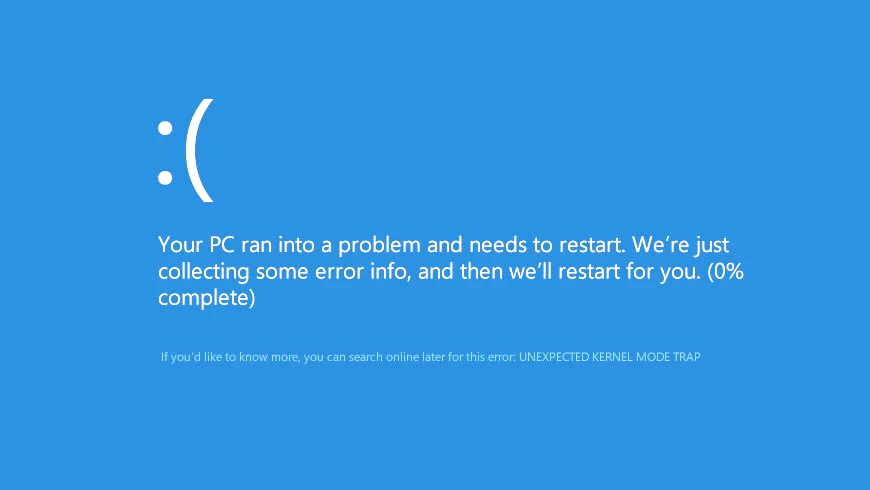 :(
Your PC ran into a problem and needs to restart. We’re just
collecting some error info, and then we’ll restart for you. (0%
complete)
If you’d like to know more, you can search online later for this error: UNEXPECTED KERNEL MODE TRAP